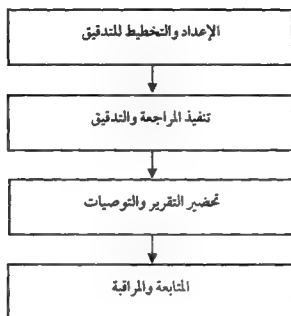 الإعداد والتخطيط للتدقيق
تنفيذ المراجعة والتدقيق
تحضير التقرير والتوصيات
المتابعة والمراقبة